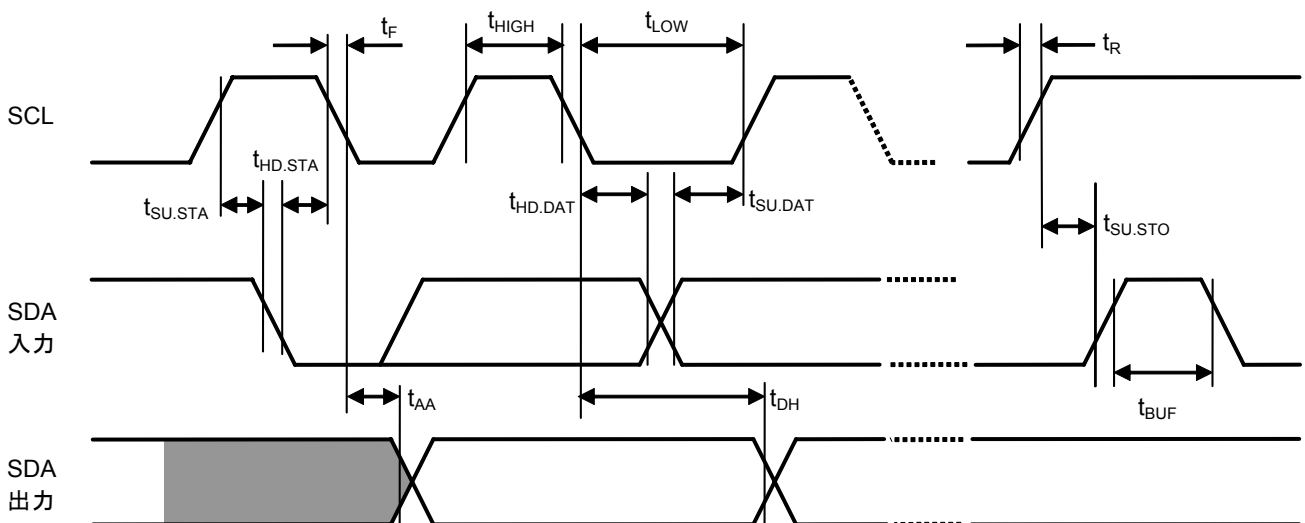 tF
tHIGH
tLOW
tR
SCL
tHD.STA
tSU.STA
tHD.DAT
tSU.DAT
tSU.STO
SDA
入力
tAA
tDH
tBUF
SDA
出力